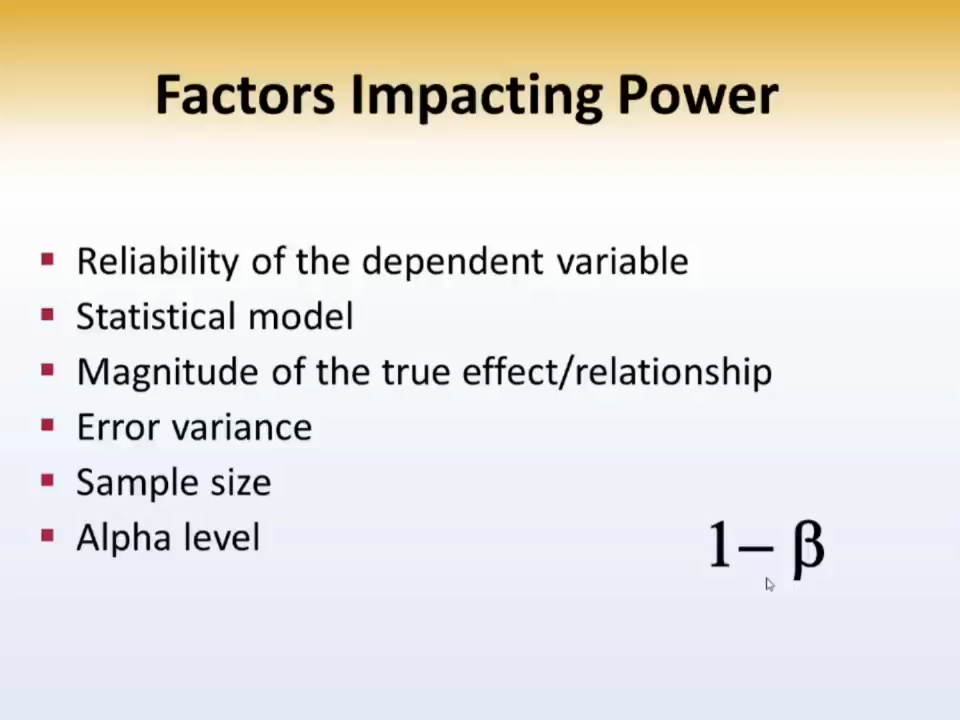 Factors Impacting Power
▪ Reliability of the dependent variable
▪ Statistical model
▪ Magnitude of the true effect/relationship
▪ Error variance
▪ Sample size
▪ Alpha level
1– β